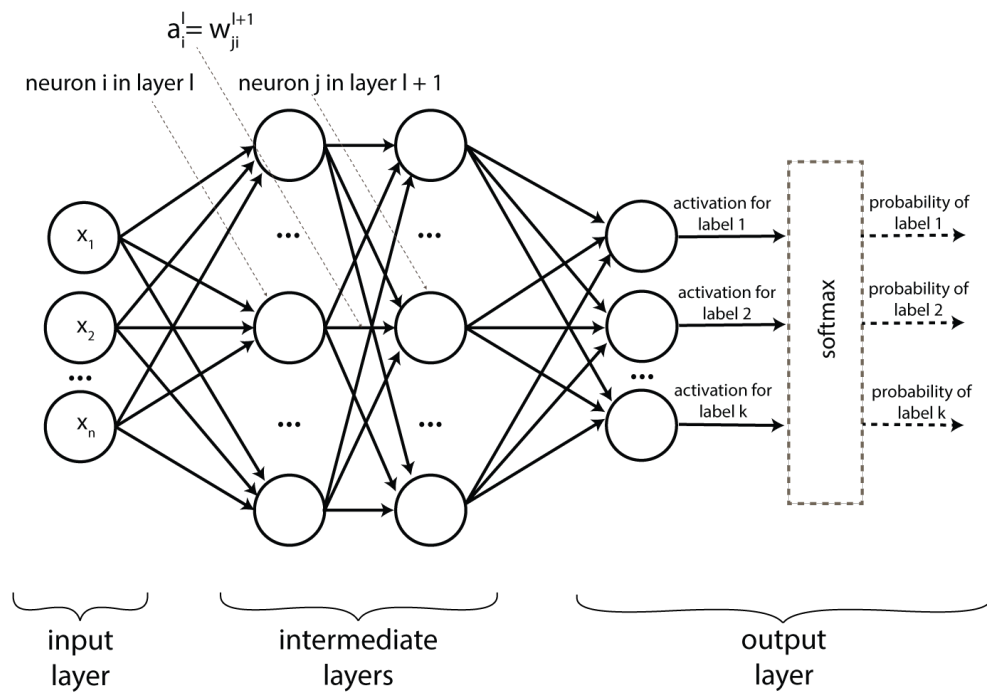 a_i^l = w_ji^l+1
neuron i in layer l
neuron j in layer l + 1
x_1
x_2
...
x_n
...
...
...
...
...
activation for
label 1
activation for
label 2
activation for
label k
softmax
probability of
label 1
probability of
label 2
probability of
label k
input
layer
intermediate
layers
output
layer